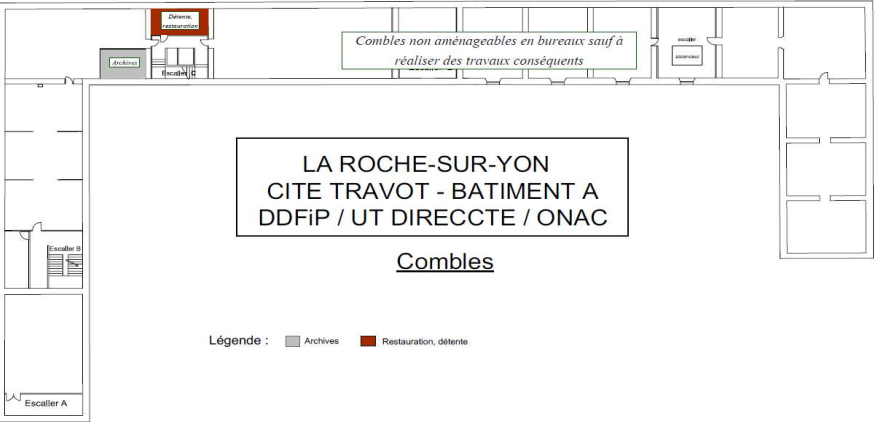 Détente,
restauration
Combles non aménageables en bureaux sauf à
réaliser des travaux conséquents
escalier
ascenceur
Archives
Escalier C
LA ROCHE-SUR-YON
CITE TRAVOT - BATIMENT A
DDFiP / UT DIRECCTE / ONAC
Escalier B
Combles
Légende :
Archives
Restauration, détente
Escalier A